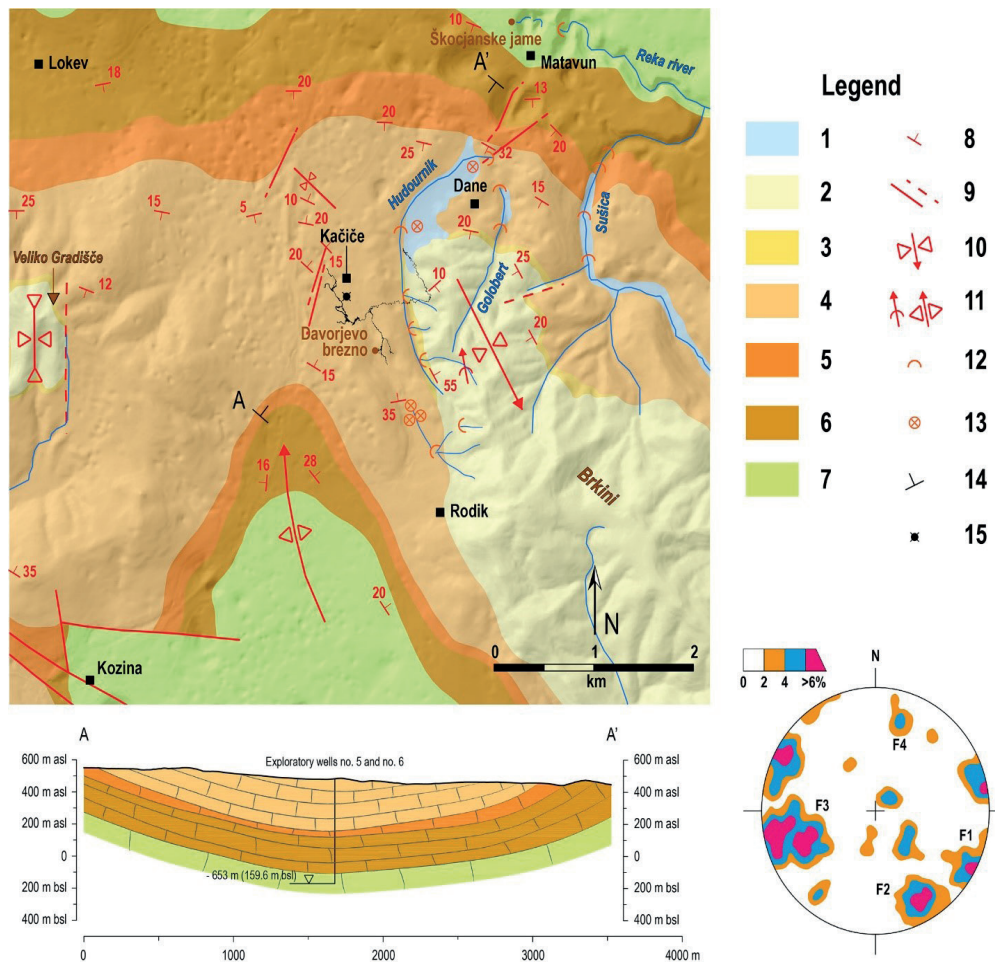 10
Škocjanske jame
Matavun
Reka river
Lokev
18
A'
20
13
20
25
32
20
Hudournik
Dane
15
Sušica
25
15
5
10
20
20
Kačiče
20
15
Veliko Gradišče
12
10
Golobert
25
Davorjevo
brezno
20
15
55
A
35
16
28
Brkini
Rodik
35
20
N
Kozina
0
1
2
km
Legend
1
8
2
9
3
10
4
11
5
12
6
13
7
14
15
A
A'
Exploratory wells no. 5 and no. 6
600 m asl
600 m asl
400 m asl
400 m asl
200 m asl
200 m asl
0
0
- 653 m (159.6 m bsl)
200 m bsl
200 m bsl
400 m bsl
400 m bsl
0
1000
2000
3000
4000 m
0 2 4 >6%
N
F4
F3
F1
F2